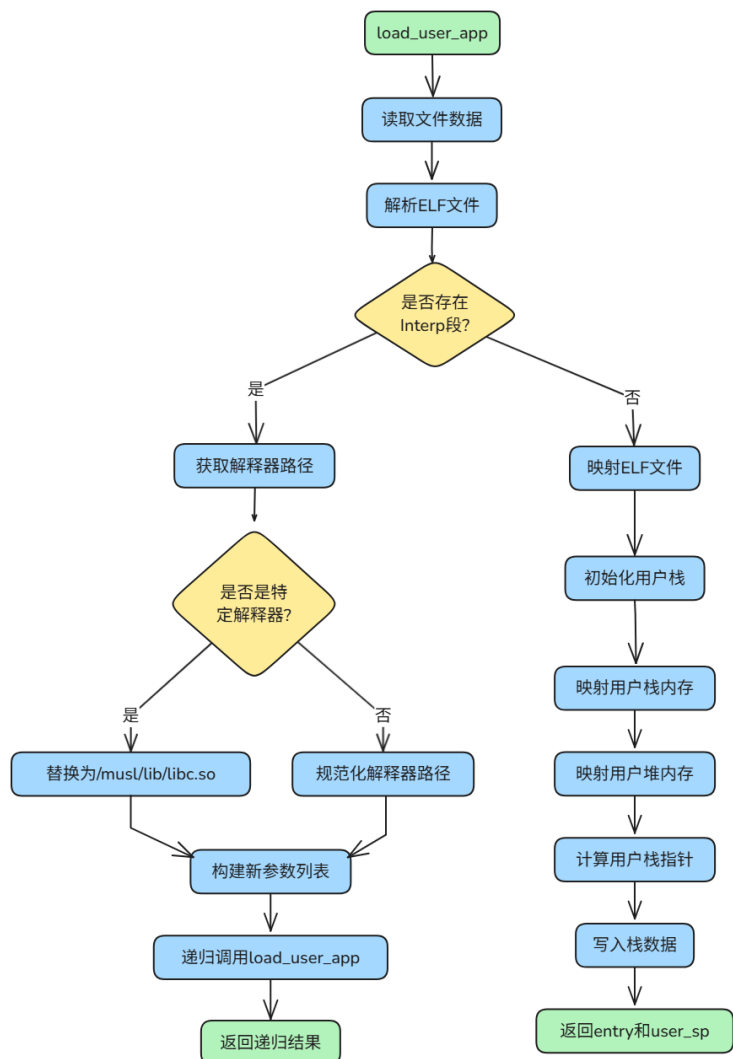 load_user_app
读取文件数据
解析ELF文件
是否存在
Interp段?
是
否
获取解释器路径
映射ELF文件
是否是特
定解释器?
初始化用户栈
是
否
映射用户栈内存
替换为/musl/lib/libc.so
规范化解释器路径
映射用户堆内存
构建新参数列表
计算用户栈指针
递归调用load_user_app
写入栈数据
返回递归结果
返回entry和user_sp